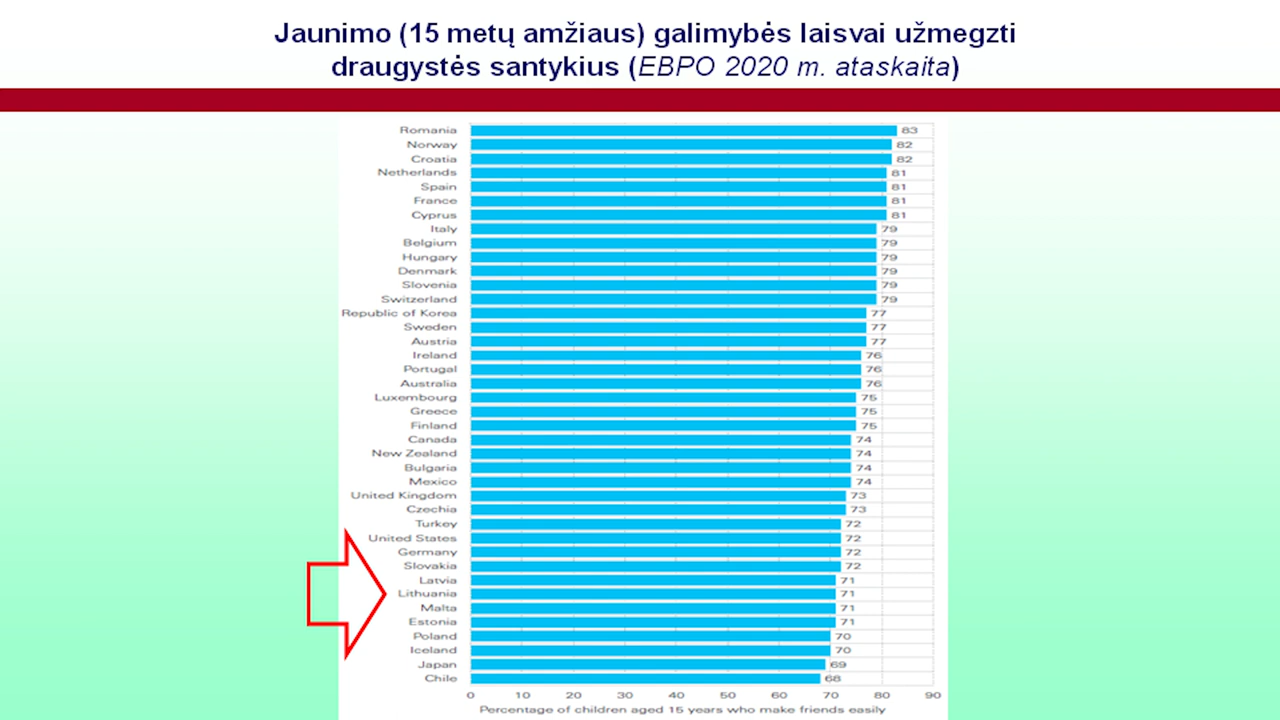 Jaunimo (15 metų amžiaus) galimybės laisvai užmegzti
draugystės santykius (EBPO 2020 m. ataskaita)
Romania 83
Norway 82
Croatia 82
Netherlands 81
Spain 81
France 81
Cyprus 81
Italy 79
Belgium 79
Hungary 79
Denmark 79
Slovenia 79
Switzerland 79
Republic of Korea 77
Sweden 77
Austria 77
Ireland 76
Portugal 76
Australia 76
Luxembourg 75
Greece 75
Finland 75
Canada 74
New Zealand 74
Bulgaria 74
Mexico 74
United Kingdom 73
Czechia 73
Turkey 72
United States 72
Germany 72
Slovakia 72
Latvia 71
Lithuania 71
Malta 71
Estonia 71
Poland 70
Iceland 70
Japan 69
Chile 68
0 10 20 30 40 50 60 70 80 90
Percentage of children aged 15 years who make friends easily